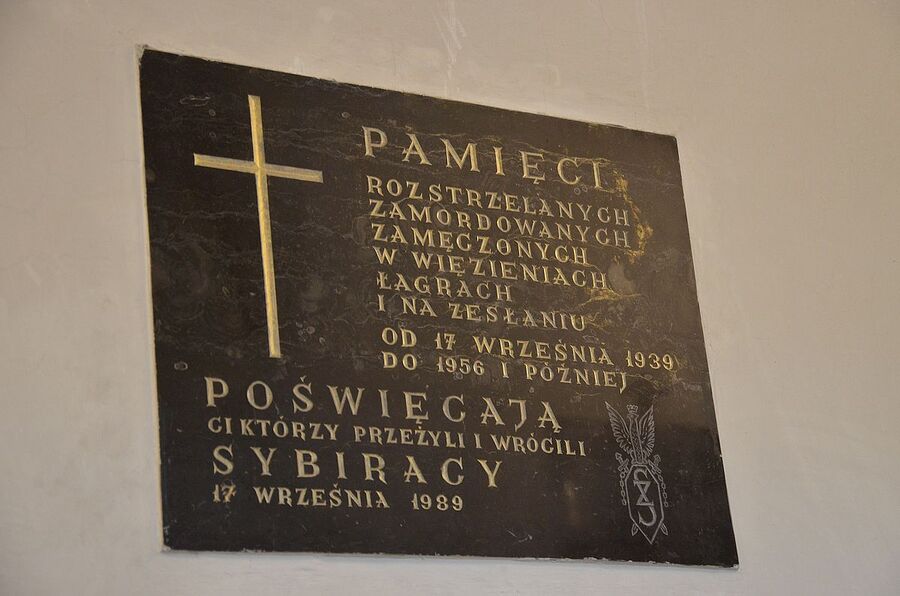 PAMIĘCI
ROZSTRZELANYCH
ZAMORDOWANYCH
ZAMĘCZONYCH
W WIĘZIENIACH
ŁAGRACH
I NA ZESŁANIU
OD 17 WRZEŚNIA 1939
DO 1956 I PÓŹNIEJ
POŚWIĘCAJĄ
CI KTÓRZY PRZEŻYLI I WRÓCILI
SYBIRACY
17 WRZEŚNIA 1989